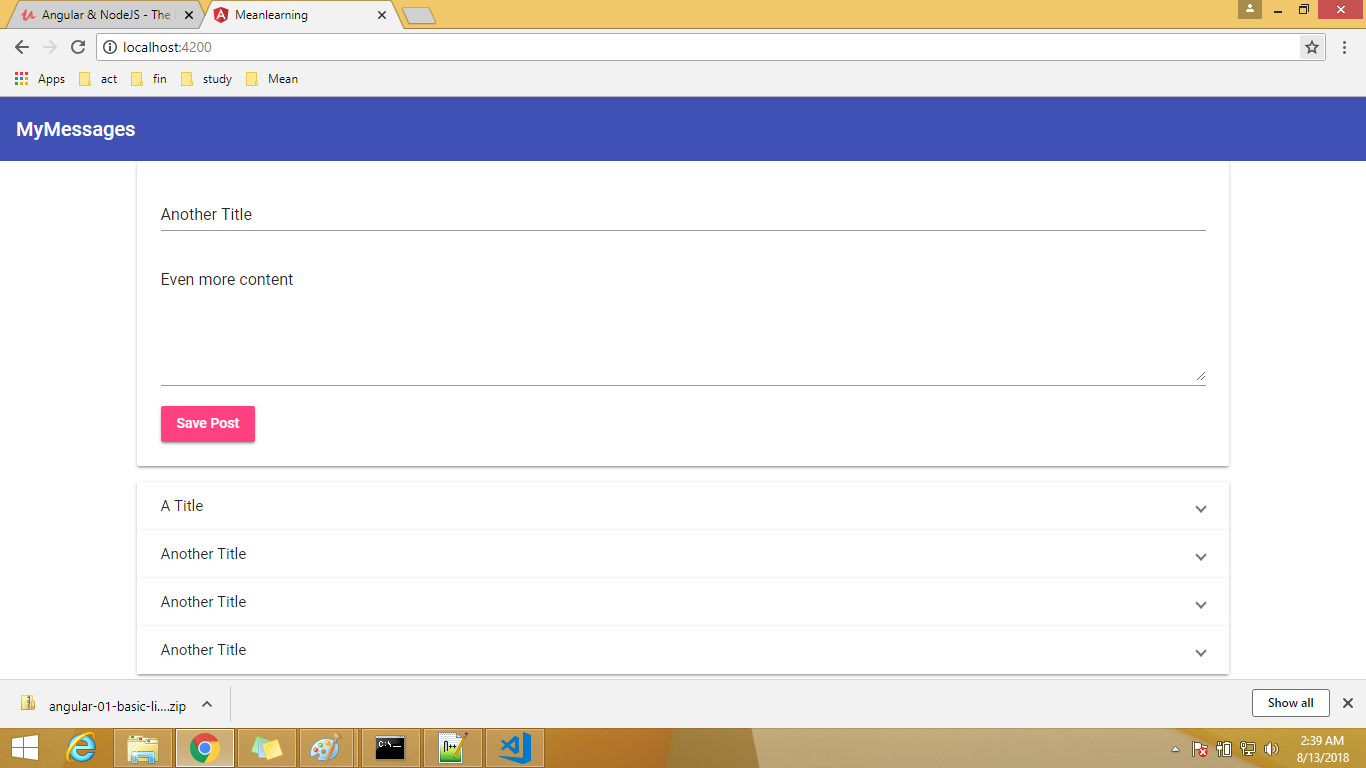 Angular & NodeJS - The
Meanlearning
localhost:4200
Apps act fin study Mean
MyMessages
Another Title
Even more content
Save Post
A Title
Another Title
Another Title
Another Title
angular-01-basic-li....zip
Show all
2:39 AM
8/13/2018